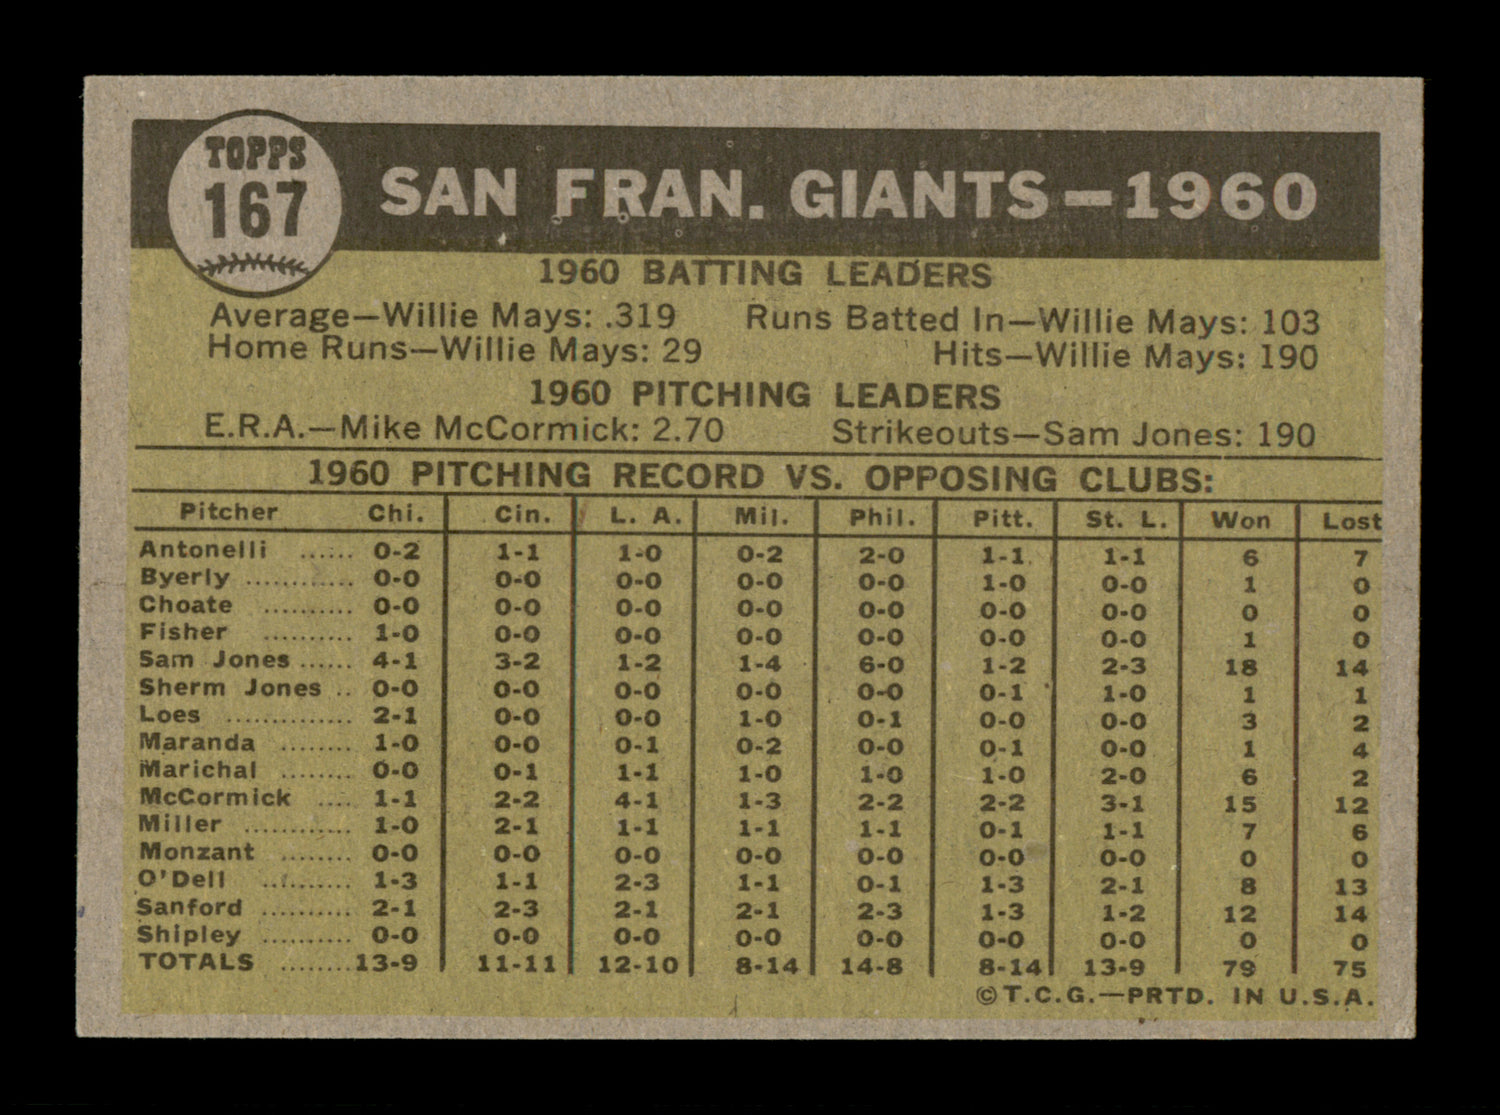 TOPPS
167
SAN FRAN. GIANTS—1960
1960 BATTING LEADERS
Average—Willie Mays: .319 Runs Batted In—Willie Mays: 103
Home Runs—Willie Mays: 29 Hits—Willie Mays: 190
1960 PITCHING LEADERS
E.R.A.—Mike McCormick: 2.70 Strikeouts—Sam Jones: 190
1960 PITCHING RECORD VS. OPPOSING CLUBS:
Pitcher Chi. Cin. L. A. Mil. Phil. Pitt. St. L. Won Lost
Antonelli ...... 0-2 1-1 1-0 0-2 2-0 1-1 1-1 6 7
Byerly ............ 0-0 0-0 0-0 0-0 0-0 1-0 0-0 1 0
Choate .......... 0-0 0-0 0-0 0-0 0-0 0-0 0-0 0 0
Fisher .......... 1-0 0-0 0-0 0-0 0-0 0-0 0-0 1 0
Sam Jones ...... 4-1 3-2 1-2 1-4 6-0 1-2 2-3 18 14
Sherm Jones .. 0-0 0-0 0-0 0-0 0-0 0-1 1-0 1 1
Loes .............. 2-1 0-0 0-0 1-0 0-1 0-0 0-0 3 2
Maranda ........ 1-0 0-0 0-1 0-2 0-0 0-1 0-0 1 4
Marichal ........ 0-0 0-1 1-1 1-0 1-0 1-0 2-0 6 2
McCormick .... 1-1 2-2 4-1 1-3 2-2 2-2 3-1 15 12
Miller ............ 1-0 2-1 1-1 1-1 1-1 0-1 1-1 7 6
Monzant ........ 0-0 0-0 0-0 0-0 0-0 0-0 0-0 0 0
O'Dell .......... 1-3 1-1 2-3 1-1 0-1 1-3 2-1 8 13
Sanford .......... 2-1 2-3 2-1 2-1 2-3 1-3 1-2 12 14
Shipley .......... 0-0 0-0 0-0 0-0 0-0 0-0 0-0 0 0
TOTALS ........ 13-9 11-11 12-10 8-14 14-8 8-14 13-9 79 75
©T.C.G.—PRTD. IN U.S.A.